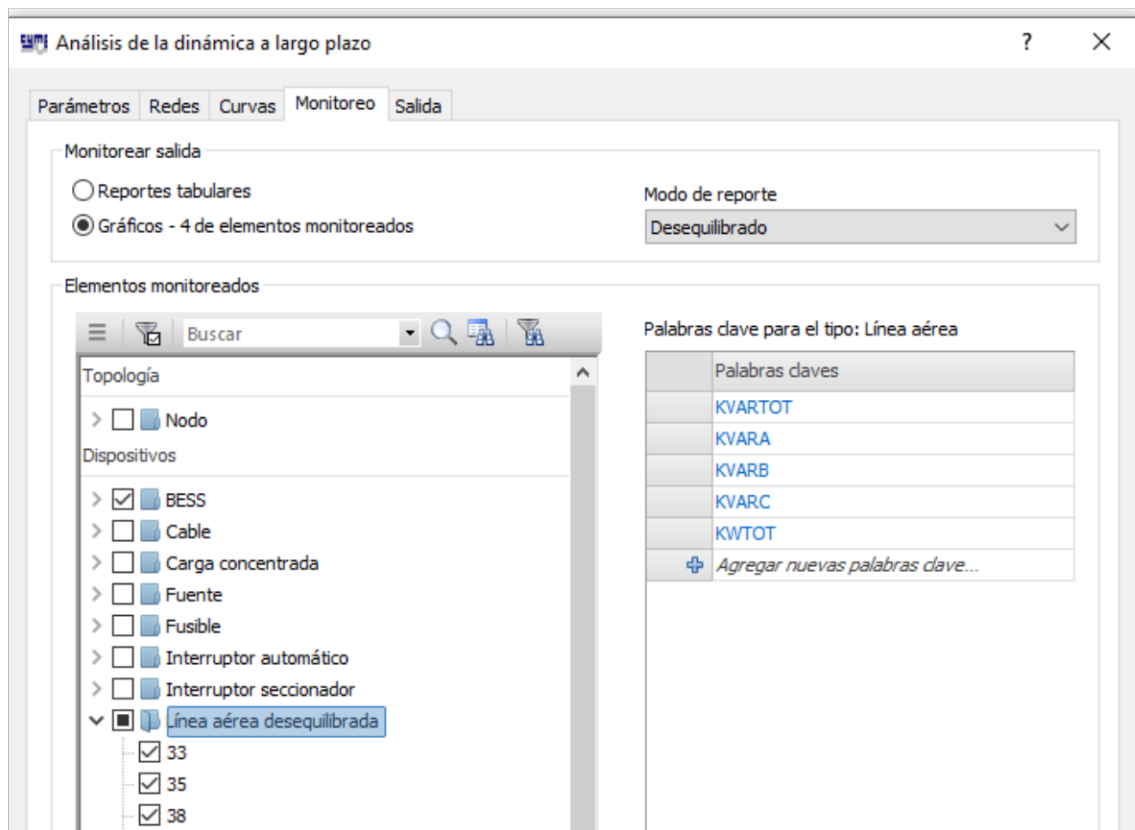 CYME Análisis de la dinámica a largo plazo ?
Parámetros Redes Curvas Monitoreo Salida
Monitorear salida
Reportes tabulares
Gráficos - 4 de elementos monitoreados
Modo de reporte
Desequilibrado
Elementos monitoreados
Buscar
Topología
Nodo
Dispositivos
BESS
Cable
Carga concentrada
Fuente
Fusible
Interruptor automático
Interruptor seccionador
Línea aérea desequilibrada
33
35
38
Palabras clave para el tipo: Línea aérea
Palabras claves
KVARTOT
KVARA
KVARB
KVARC
KWTOT
Agregar nuevas palabras clave...